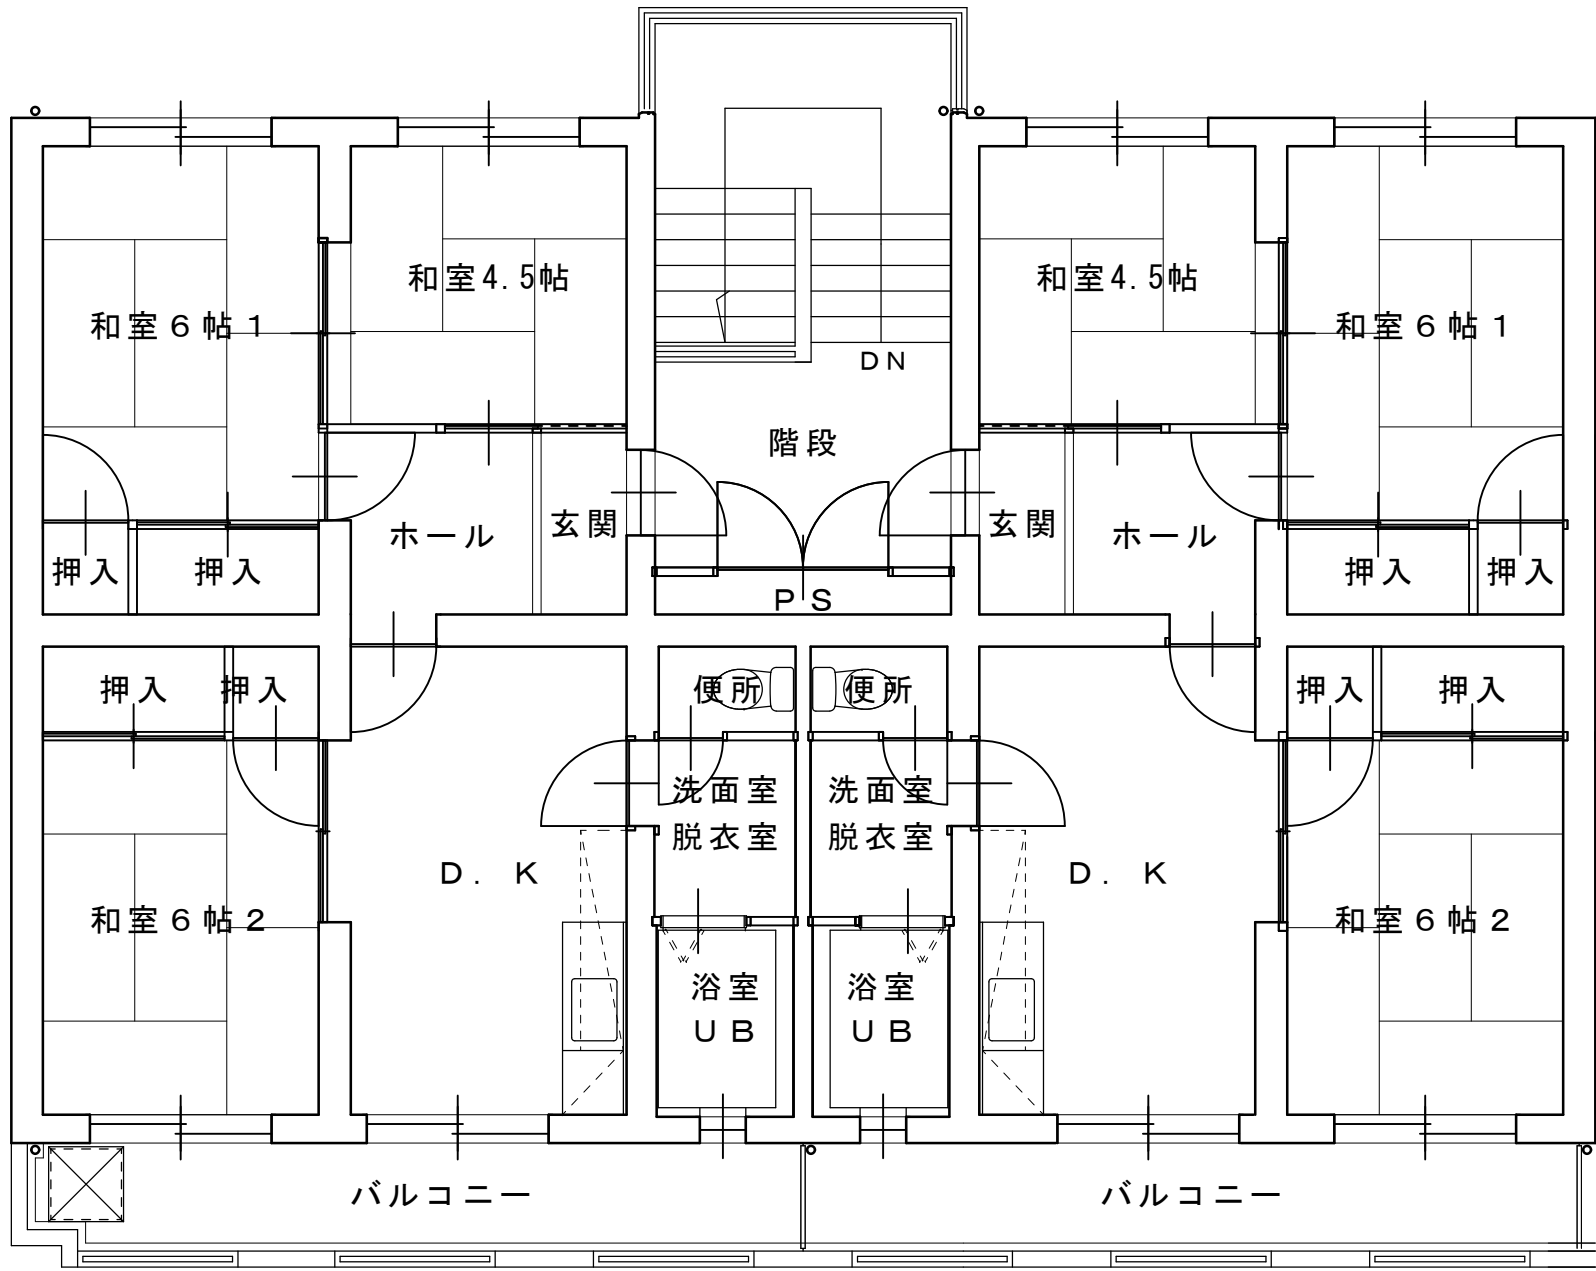 和室4.5帖
和室4.5帖
和室6帖1
和室6帖1
DN
階段
ホール
玄関
玄関
ホール
押入
押入
押入
押入
PS
押入
押入
便所
便所
押入
押入
洗面室
脱衣室
洗面室
脱衣室
D.K
D.K
和室6帖2
和室6帖2
浴室
UB
浴室
UB
バルコニー
バルコニー